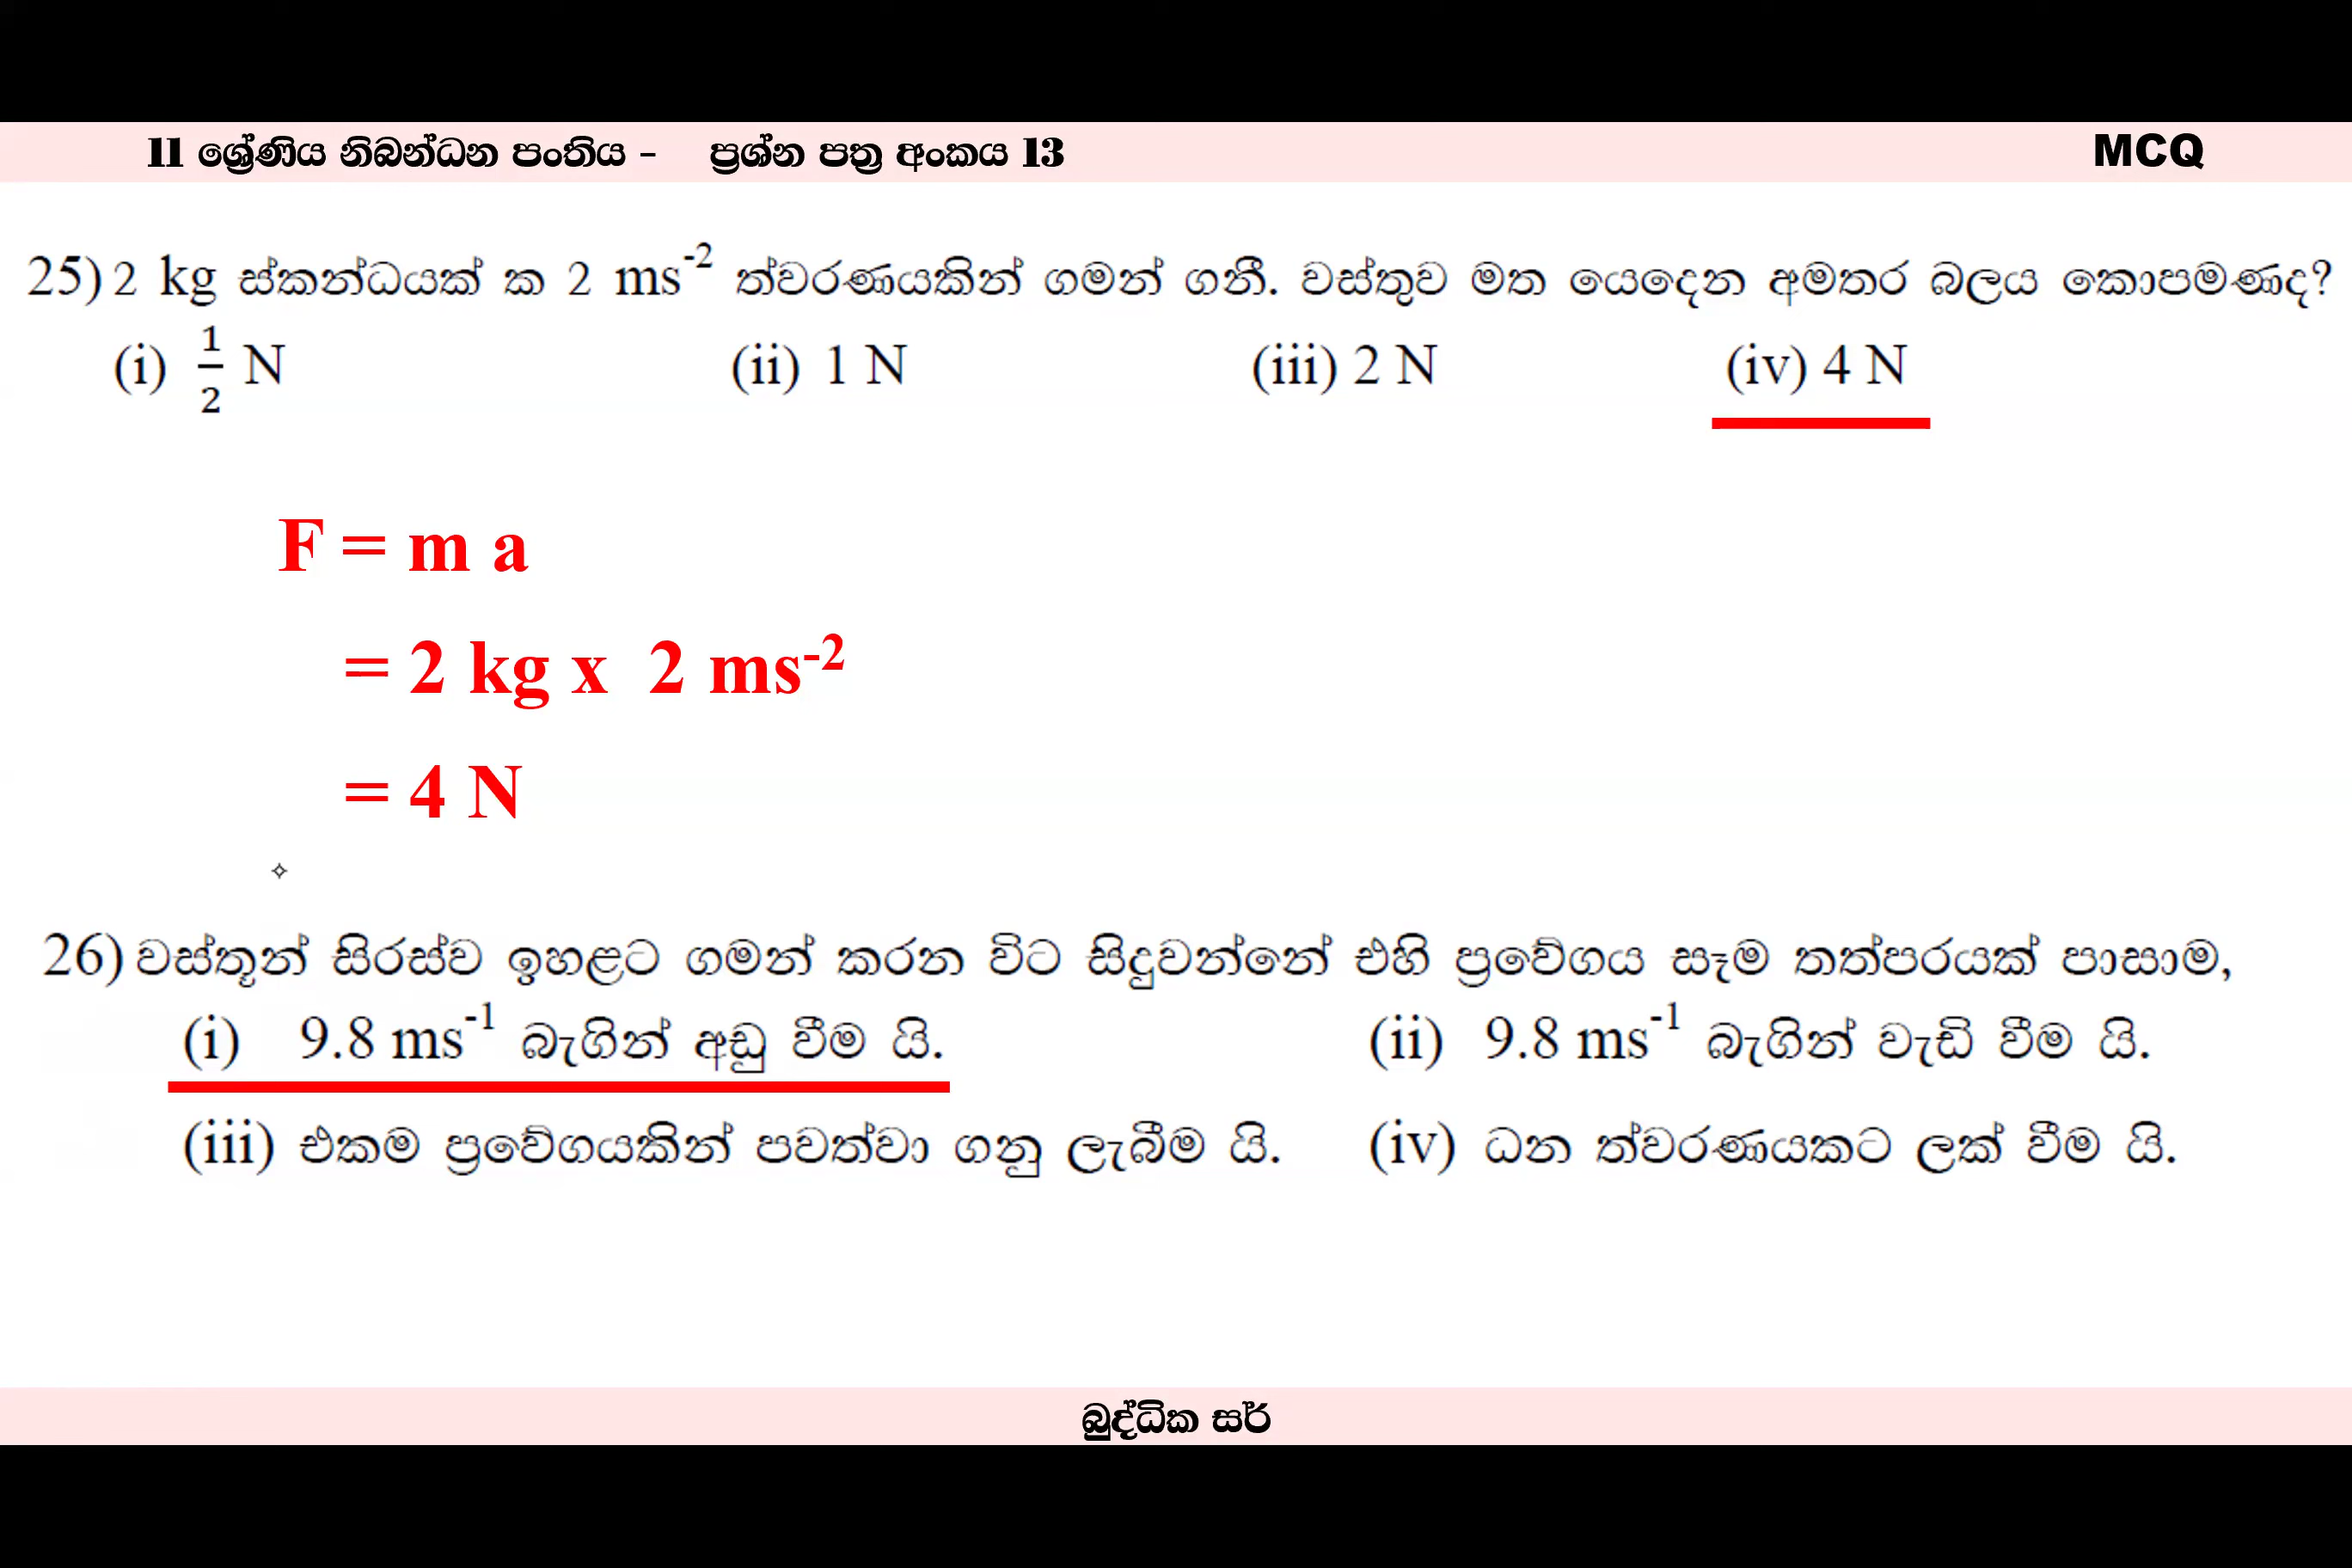 11 ශ්‍රේණිය නිබන්ධන පංතිය - ප්‍රශ්න පත්‍ර අංකය 13 MCQ
25) 2 kg ස්කන්ධයක් ක 2 ms⁻² ත්වරණයකින් ගමන් ගනී. වස්තුව මත යෙදෙන අමතර බලය කොපමණද?
(i) 1/2 N (ii) 1 N (iii) 2 N (iv) 4 N
F = m a
= 2 kg x 2 ms⁻²
= 4 N
26) වස්තූන් සිරස්ව ඉහළට ගමන් කරන විට සිදුවන්නේ එහි ප්‍රවේගය සෑම තත්පරයක් පාසාම,
(i) 9.8 ms⁻¹ බැගින් අඩු වීම යි. (ii) 9.8 ms⁻¹ බැගින් වැඩි වීම යි.
(iii) එකම ප්‍රවේගයකින් පවත්වා ගනු ලැබීම යි. (iv) ධන ත්වරණයකට ලක් වීම යි.
බුද්ධික සර්